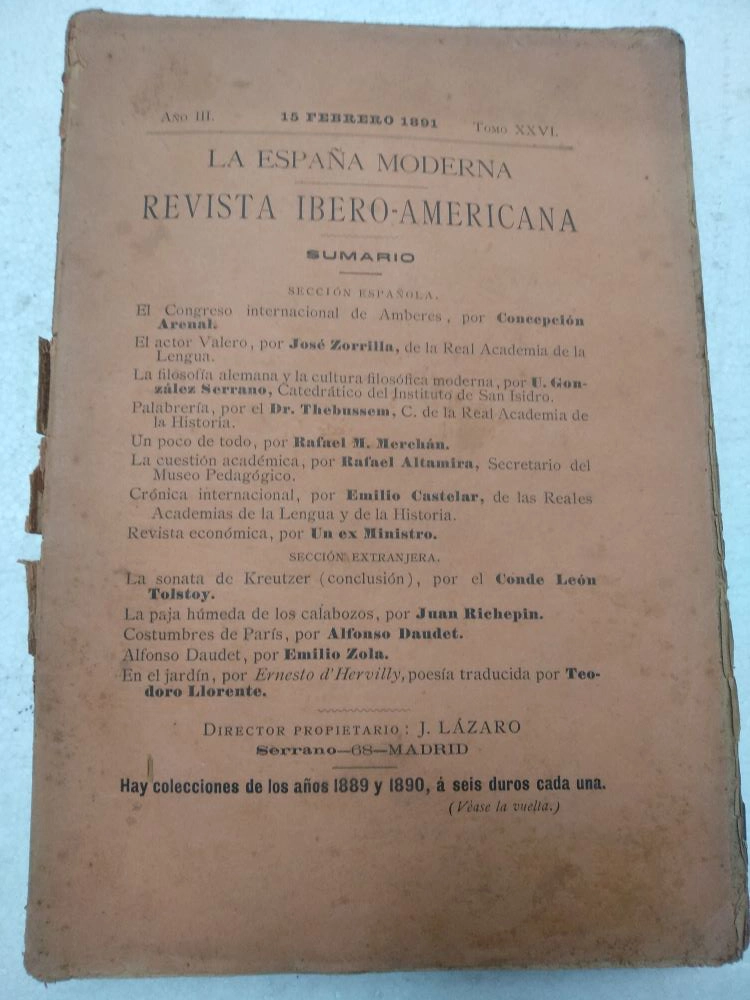 Año III.
15 FEBRERO 1891
Tomo XXVI.
LA ESPAÑA MODERNA
REVISTA IBERO-AMERICANA
SUMARIO
SECCIÓN ESPAÑOLA.
El Congreso internacional de Amberes, por Concepción
Arenal.
El actor Valero, por José Zorrilla, de la Real Academia de la
Lengua.
La filosofía alemana y la cultura filosófica moderna, por U. Gon-
zález Serrano, Catedrático del Instituto de San Isidro.
Palabrería, por el Dr. Thebussem, C. de la Real Academia de
la Historia.
Un poco de todo, por Rafael M. Merchán.
La cuestión académica, por Rafael Altamira, Secretario del
Museo Pedagógico.
Crónica internacional, por Emilio Castelar, de las Reales
Academias de la Lengua y de la Historia.
Revista económica, por Un ex Ministro.
SECCIÓN EXTRANJERA.
La sonata de Kreutzer (conclusión), por el Conde León
Tolstoy.
La paja húmeda de los calabozos, por Juan Richepin.
Costumbres de París, por Alfonso Daudet.
Alfonso Daudet, por Emilio Zola.
En el jardín, por Ernesto d'Hervilly, poesía traducida por Teo-
doro Llorente.
DIRECTOR PROPIETARIO: J. LÁZARO
Serrano—68—MADRID
Hay colecciones de los años 1889 y 1890, á seis duros cada una.
(Véase la vuelta.)